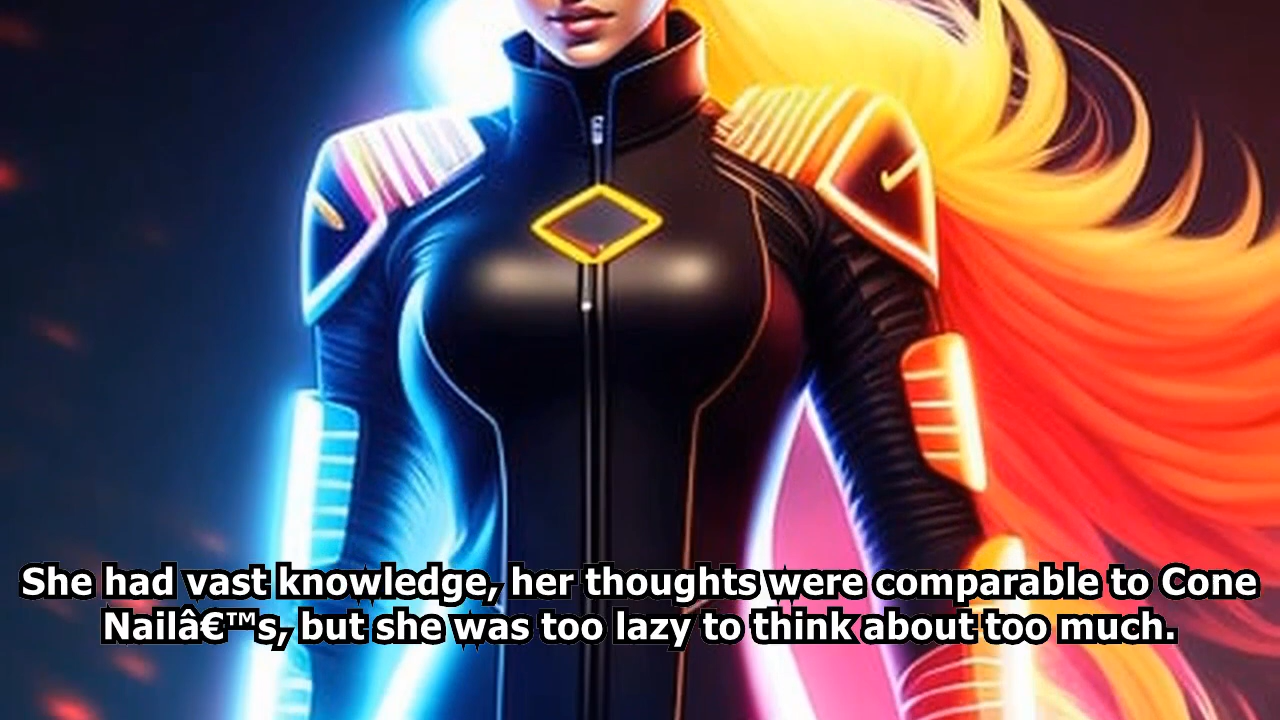 She had vast knowledge, her thoughts were comparable to Cone
Nailâ€™s, but she was too lazy to think about too much.